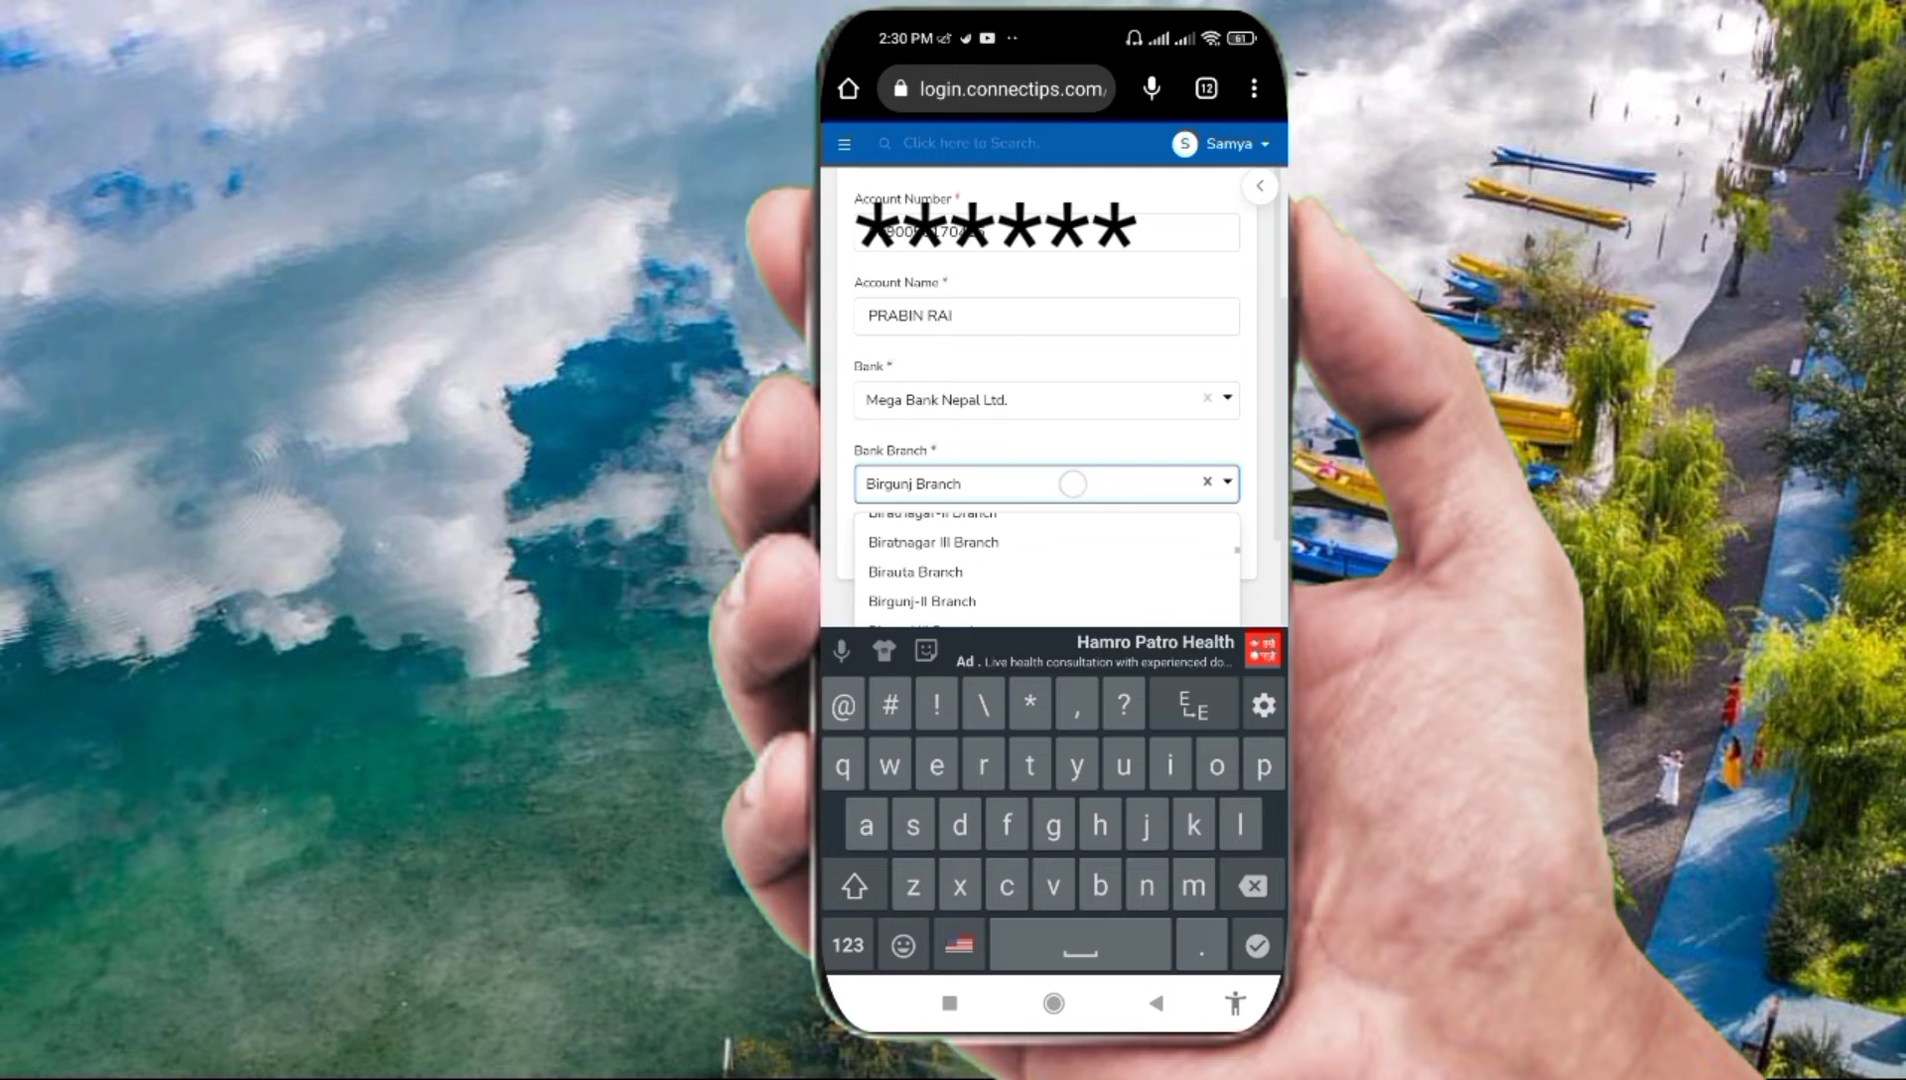 2:30 PM
61
login.connectips.com/
12
Click here to Search.
S Samya
Account Number *
******
Account Name *
PRABIN RAI
Bank *
Mega Bank Nepal Ltd.
Bank Branch *
Birgunj Branch
Biratnagar-II Branch
Biratnagar III Branch
Birauta Branch
Birgunj-II Branch
Hamro Patro Health
Ad . Live health consultation with experienced do...
@ # ! \ * , ? E E
q w e r t y u i o p
a s d f g h j k l
z x c v b n m
123 .